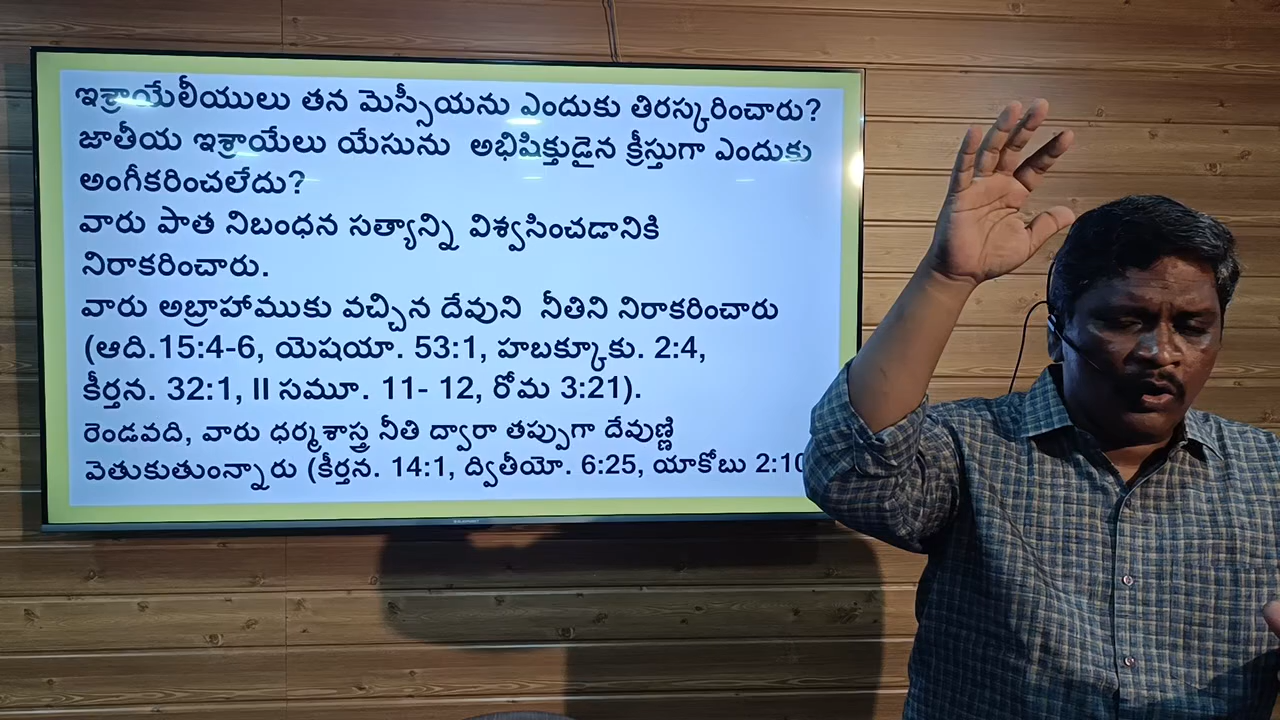 ఇశ్రాయేలీయులు తన మెస్సీయను ఎందుకు తిరస్కరించారు?
జాతీయ ఇశ్రాయేలు యేసును అభిషిక్తుడైన క్రీస్తుగా ఎందుకు
అంగీకరించలేదు?
వారు పాత నిబంధన సత్యాన్ని విశ్వసించడానికి
నిరాకరించారు.
వారు అబ్రాహాముకు వచ్చిన దేవుని నీతిని నిరాకరించారు
(ఆది.15:4-6, యెషయా. 53:1, హబక్కూకు. 2:4,
కీర్తన. 32:1, II సమూ. 11- 12, రోమ 3:21).
రెండవది, వారు ధర్మశాస్త్ర నీతి ద్వారా తప్పుగా దేవుణ్ణి
వెతుకుతుంన్నారు (కీర్తన. 14:1, ద్వితీయో. 6:25, యాకోబు 2:10